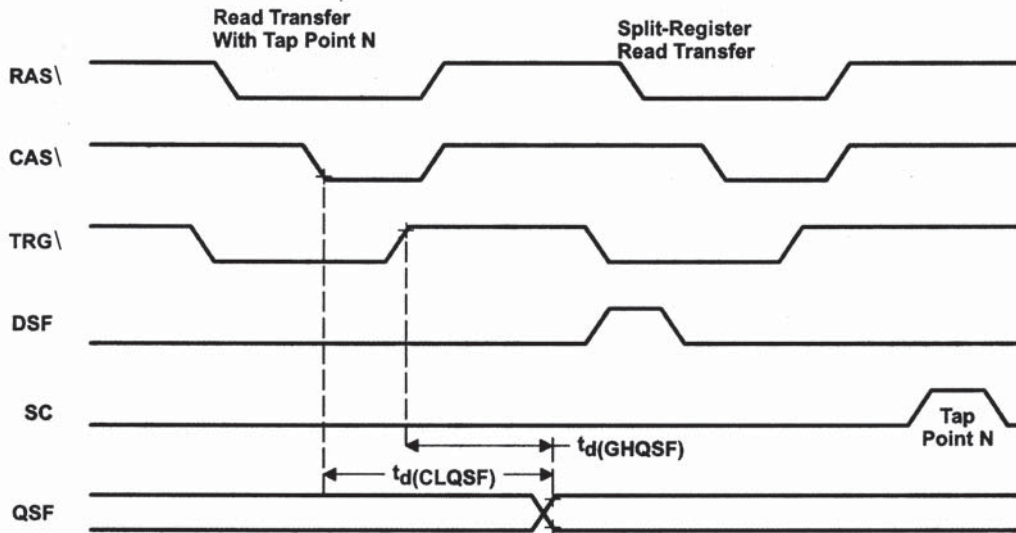 Read Transfer
With Tap Point N
Split-Register
Read Transfer
RAS\
CAS\
TRG\
DSF
SC
Tap
Point N
td(GHQSF)
td(CLQSF)
QSF